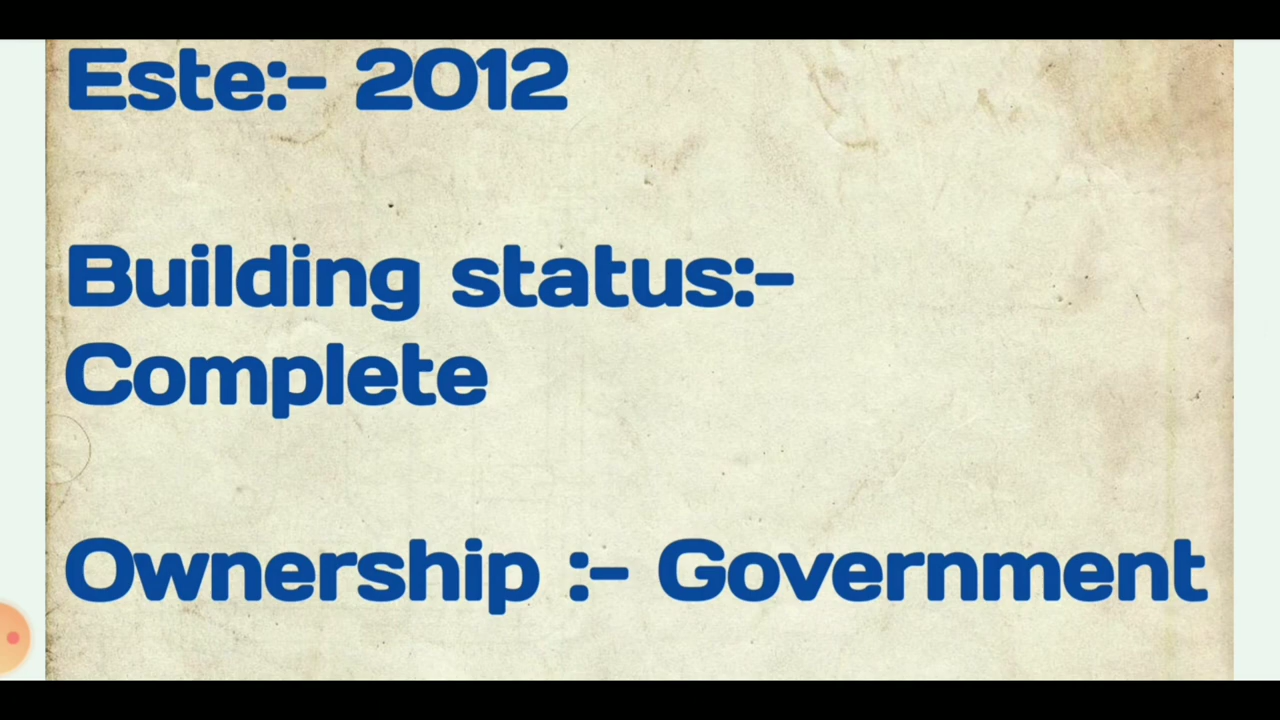 Este:- 2012
Building status:-
Complete
Ownership :- Government